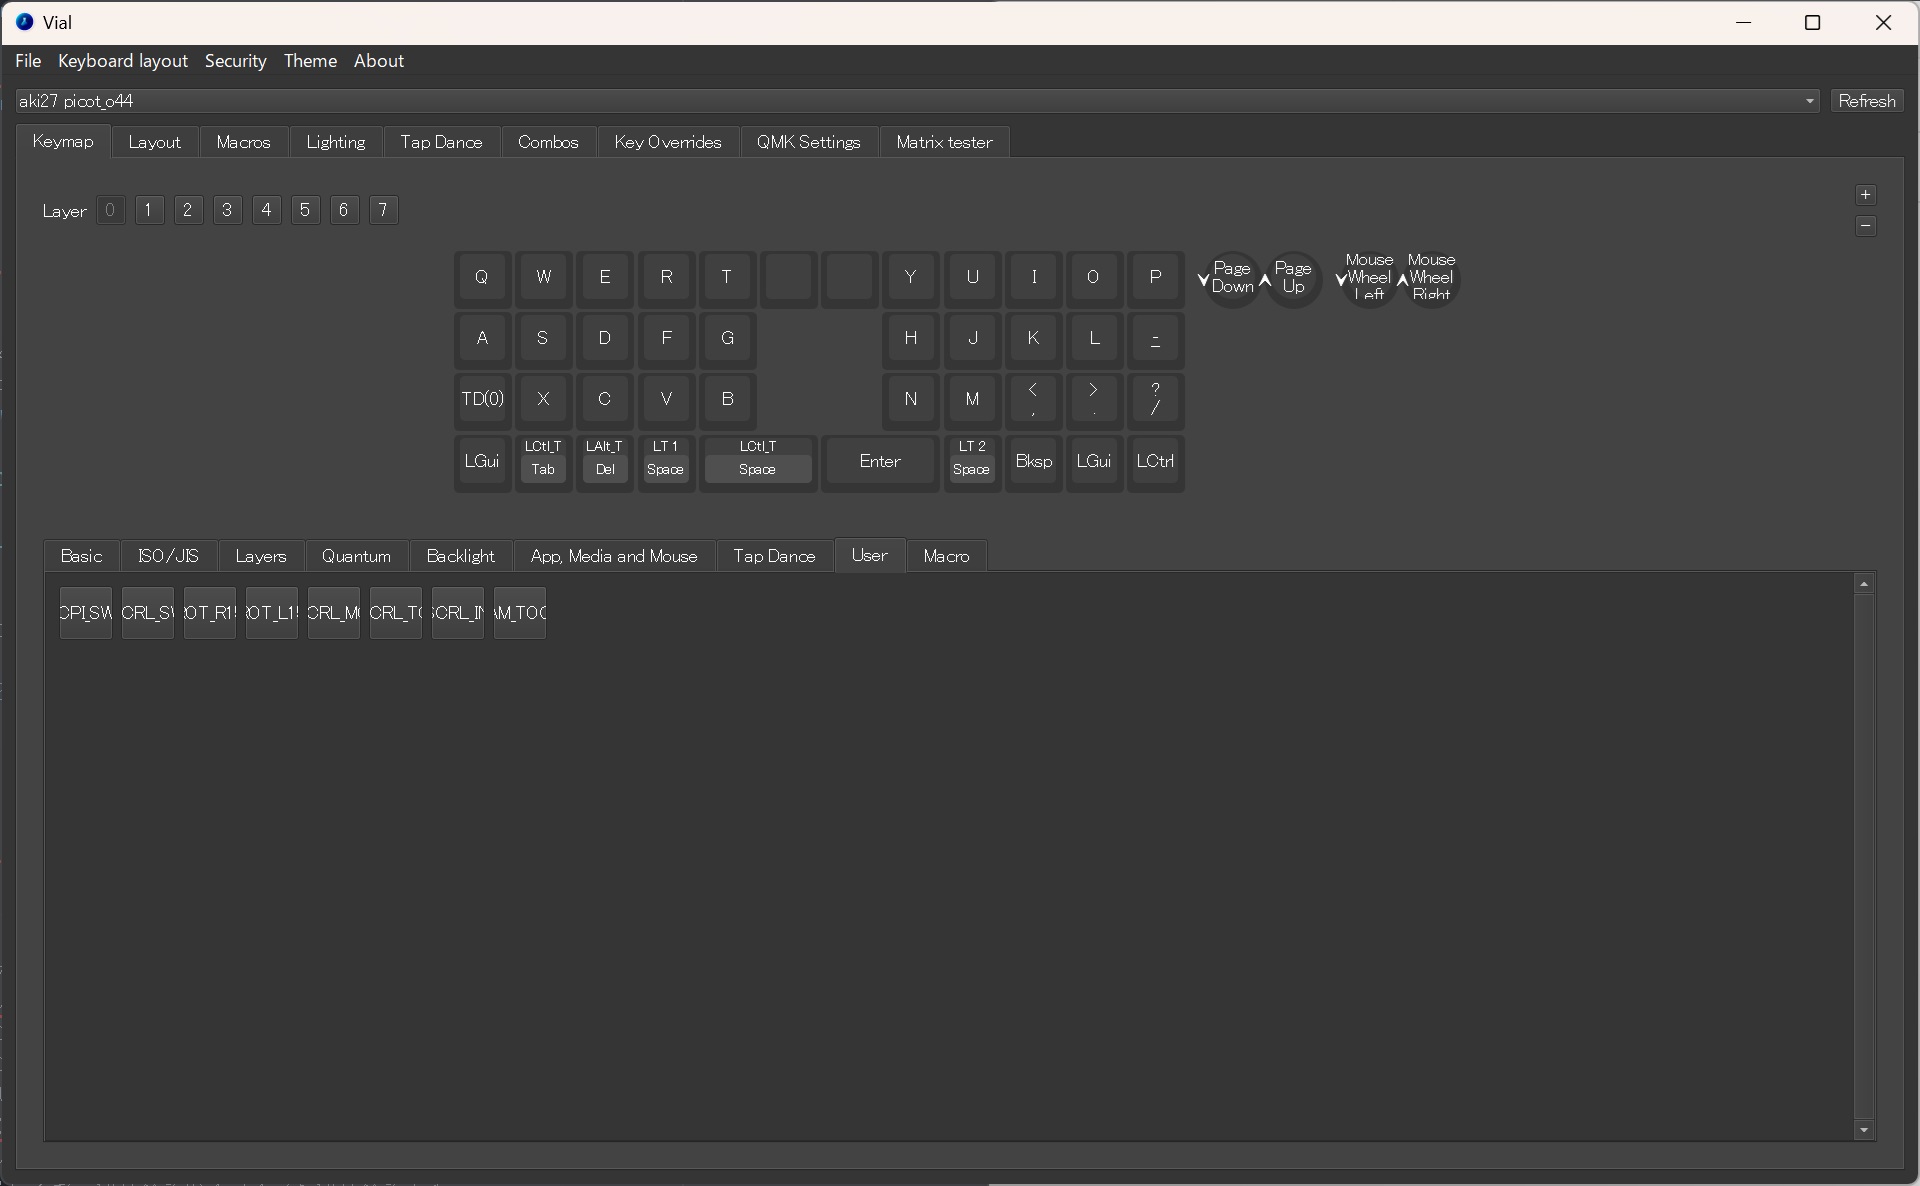 Vial
File Keyboard layout Security Theme About
aki27 picot_o44 Refresh
Keymap Layout Macros Lighting Tap Dance Combos Key Overrides QMK Settings Matrix tester
Layer 0 1 2 3 4 5 6 7
+
−
Q W E R T Y U I O P Page Down Page Up Mouse Wheel Left Mouse Wheel Right
A S D F G H J K L -
TD(0) X C V B N M < , > . ? /
LGui LCtl_T Tab LAlt_T Del LT 1 Space LCtl_T Space Enter LT 2 Space Bksp LGui LCtrl
Basic ISO/JIS Layers Quantum Backlight App, Media and Mouse Tap Dance User Macro
CPI_SW CRL_S OT_R1 OT_L1 CRL_M CRL_T SCRL_I AM_TO